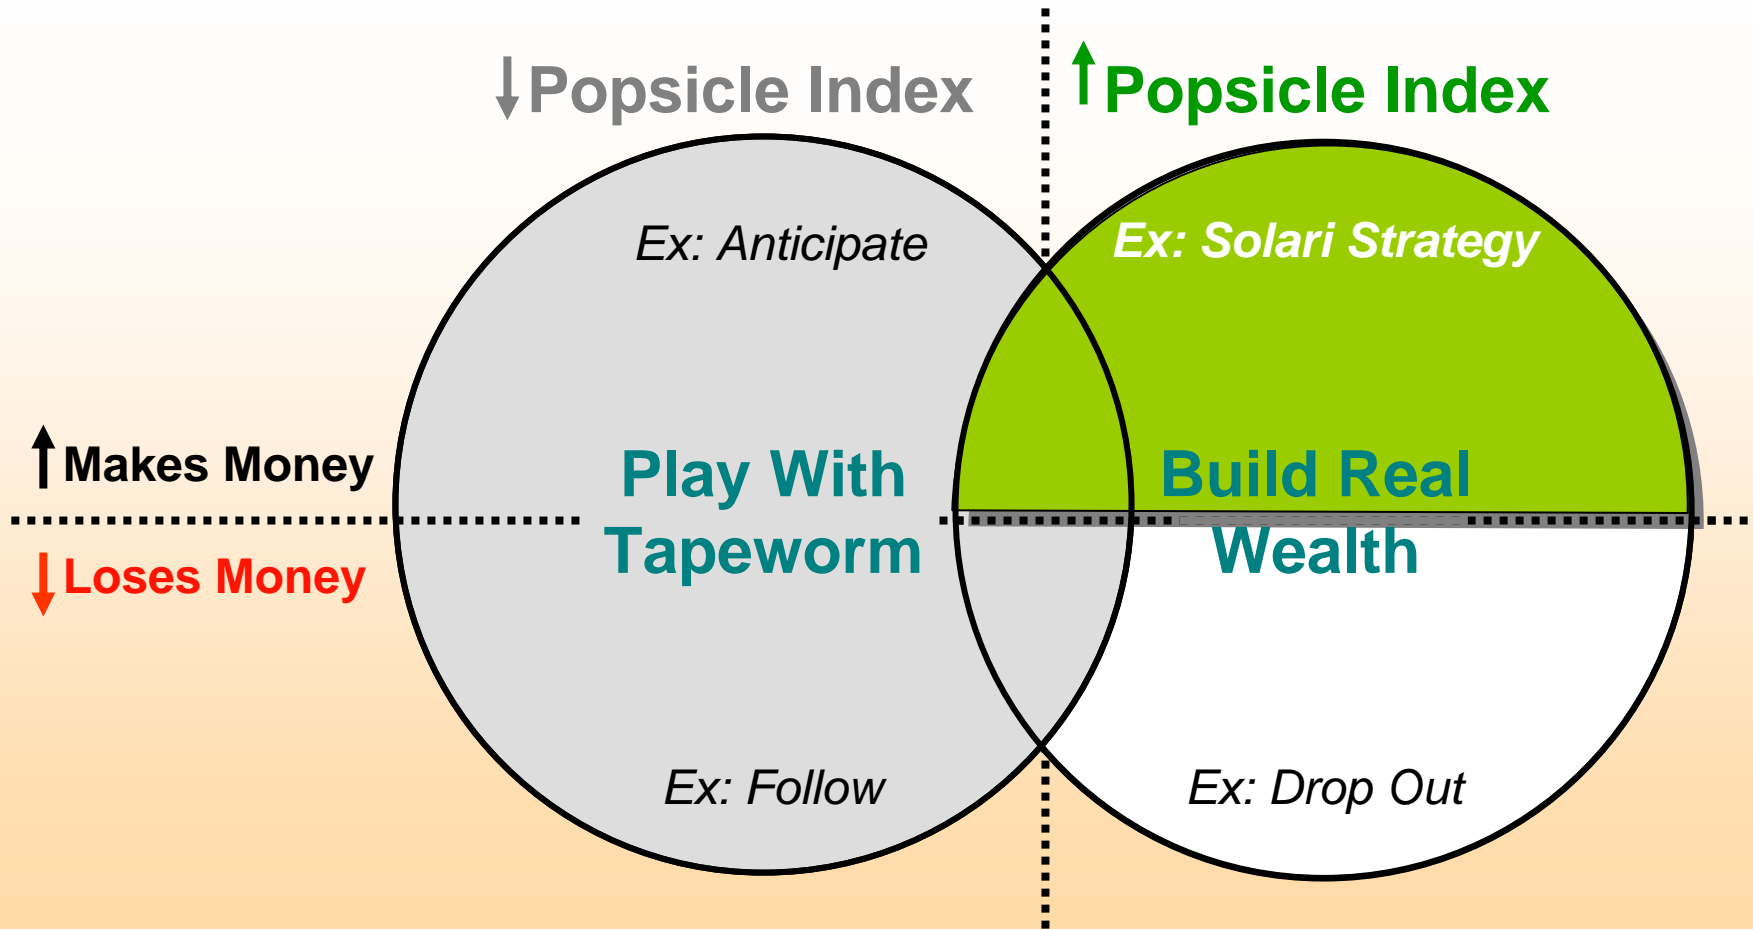 Popsicle Index
Popsicle Index
Ex: Anticipate
Ex: Solari Strategy
Makes Money
Loses Money
Play With
Tapeworm
Build Real
Wealth
Ex: Follow
Ex: Drop Out